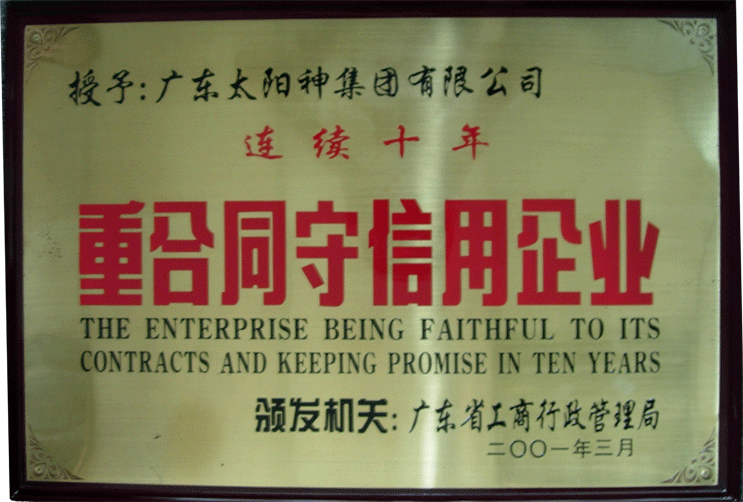 授予：广东太阳神集团有限公司
连续十年
重合同守信用企业
THE ENTERPRISE BEING FAITHFUL TO ITS
CONTRACTS AND KEEPING PROMISE IN TEN YEARS
颁发机关：广东省工商行政管理局
二〇〇一年三月